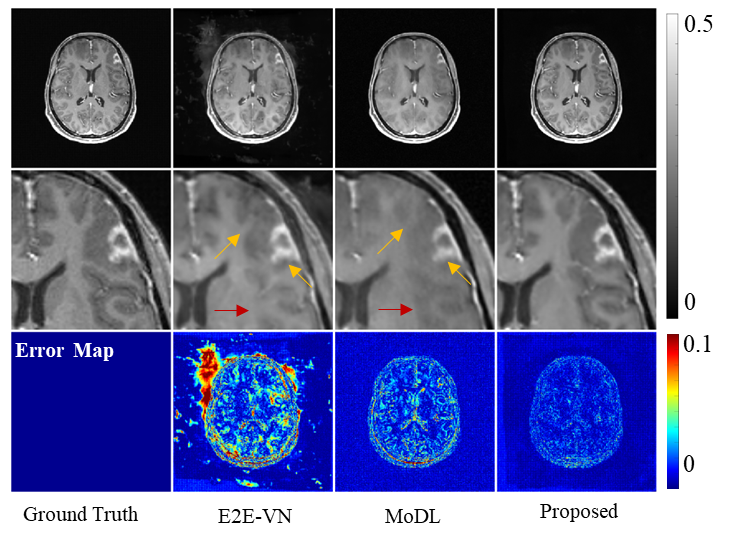 0.5
0
Error Map
0.1
0
Ground Truth
E2E-VN
MoDL
Proposed